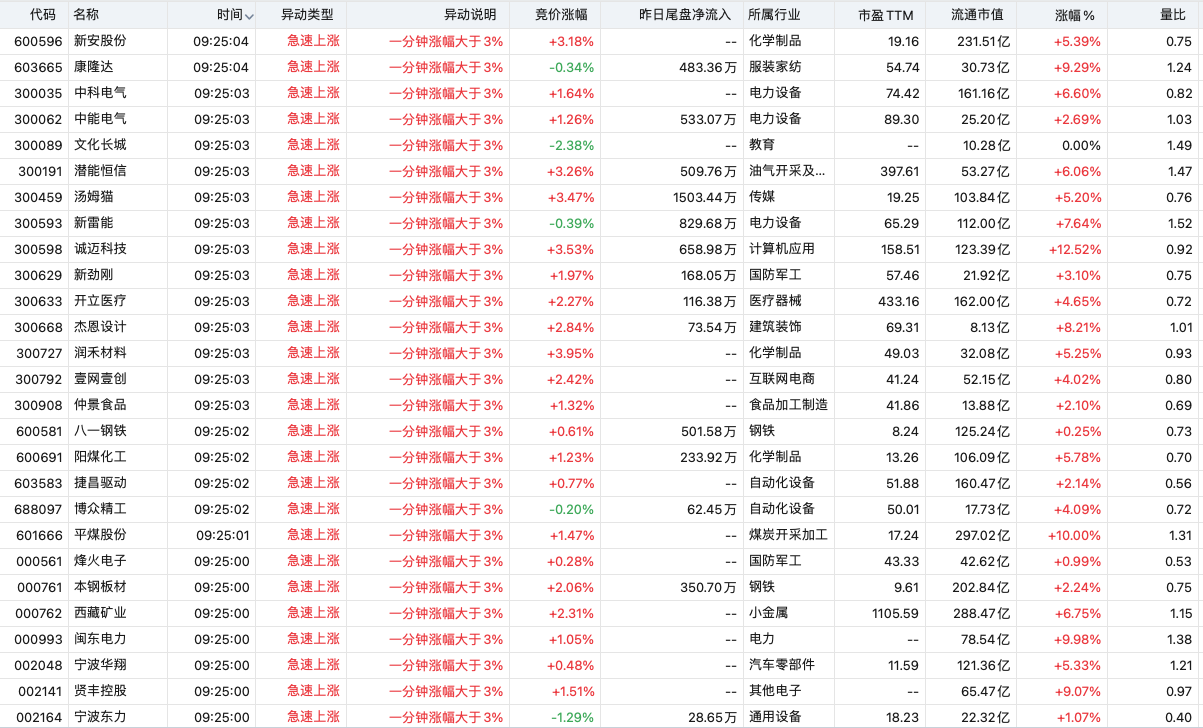 代码 名称 时间 异动类型 异动说明 竞价涨幅 昨日尾盘净流入 所属行业 市盈TTM 流通市值 涨幅% 量比
600596 新安股份 09:25:04 急速上涨 一分钟涨幅大于3% +3.18% -- 化学制品 19.16 231.51亿 +5.39% 0.75
603665 康隆达 09:25:04 急速上涨 一分钟涨幅大于3% -0.34% 483.36万 服装家纺 54.74 30.73亿 +9.29% 1.24
300035 中科电气 09:25:03 急速上涨 一分钟涨幅大于3% +1.64% -- 电力设备 74.42 161.16亿 +6.60% 0.82
300062 中能电气 09:25:03 急速上涨 一分钟涨幅大于3% +1.26% 533.07万 电力设备 89.30 25.20亿 +2.69% 1.03
300089 文化长城 09:25:03 急速上涨 一分钟涨幅大于3% -2.38% -- 教育 -- 10.28亿 0.00% 1.49
300191 潜能恒信 09:25:03 急速上涨 一分钟涨幅大于3% +3.26% 509.76万 油气开采及... 397.61 53.27亿 +6.06% 1.47
300459 汤姆猫 09:25:03 急速上涨 一分钟涨幅大于3% +3.47% 1503.44万 传媒 19.25 103.84亿 +5.20% 0.76
300593 新雷能 09:25:03 急速上涨 一分钟涨幅大于3% -0.39% 829.68万 电力设备 65.29 112.00亿 +7.64% 1.52
300598 诚迈科技 09:25:03 急速上涨 一分钟涨幅大于3% +3.53% 658.98万 计算机应用 158.51 123.39亿 +12.52% 0.92
300629 新劲刚 09:25:03 急速上涨 一分钟涨幅大于3% +1.97% 168.05万 国防军工 57.46 21.92亿 +3.10% 0.75
300633 开立医疗 09:25:03 急速上涨 一分钟涨幅大于3% +2.27% 116.38万 医疗器械 433.16 162.00亿 +4.65% 0.72
300668 杰恩设计 09:25:03 急速上涨 一分钟涨幅大于3% +2.84% 73.54万 建筑装饰 69.31 8.13亿 +8.21% 1.01
300727 润禾材料 09:25:03 急速上涨 一分钟涨幅大于3% +3.95% -- 化学制品 49.03 32.08亿 +5.25% 0.93
300792 壹网壹创 09:25:03 急速上涨 一分钟涨幅大于3% +2.42% -- 互联网电商 41.24 52.15亿 +4.02% 0.80
300908 仲景食品 09:25:03 急速上涨 一分钟涨幅大于3% +1.32% -- 食品加工制造 41.86 13.88亿 +2.10% 0.69
600581 八一钢铁 09:25:02 急速上涨 一分钟涨幅大于3% +0.61% 501.58万 钢铁 8.24 125.24亿 +0.25% 0.73
600691 阳煤化工 09:25:02 急速上涨 一分钟涨幅大于3% +1.23% 233.92万 化学制品 13.26 106.09亿 +5.78% 0.70
603583 捷昌驱动 09:25:02 急速上涨 一分钟涨幅大于3% +0.77% -- 自动化设备 51.88 160.47亿 +2.14% 0.56
688097 博众精工 09:25:02 急速上涨 一分钟涨幅大于3% -0.20% 62.45万 自动化设备 50.01 17.73亿 +4.09% 0.72
601666 平煤股份 09:25:01 急速上涨 一分钟涨幅大于3% +1.47% -- 煤炭开采加工 17.24 297.02亿 +10.00% 1.31
000561 烽火电子 09:25:00 急速上涨 一分钟涨幅大于3% +0.28% -- 国防军工 43.33 42.62亿 +0.99% 0.53
000761 本钢板材 09:25:00 急速上涨 一分钟涨幅大于3% +2.06% 350.70万 钢铁 9.61 202.84亿 +2.24% 0.75
000762 西藏矿业 09:25:00 急速上涨 一分钟涨幅大于3% +2.31% -- 小金属 1105.59 288.47亿 +6.75% 1.15
000993 闽东电力 09:25:00 急速上涨 一分钟涨幅大于3% +1.05% -- 电力 -- 78.54亿 +9.98% 1.38
002048 宁波华翔 09:25:00 急速上涨 一分钟涨幅大于3% +0.48% -- 汽车零部件 11.59 121.36亿 +5.33% 1.21
002141 贤丰控股 09:25:00 急速上涨 一分钟涨幅大于3% +1.51% -- 其他电子 -- 65.47亿 +9.07% 0.97
002164 宁波东力 09:25:00 急速上涨 一分钟涨幅大于3% -1.29% 28.65万 通用设备 18.23 22.32亿 +1.07% 0.40